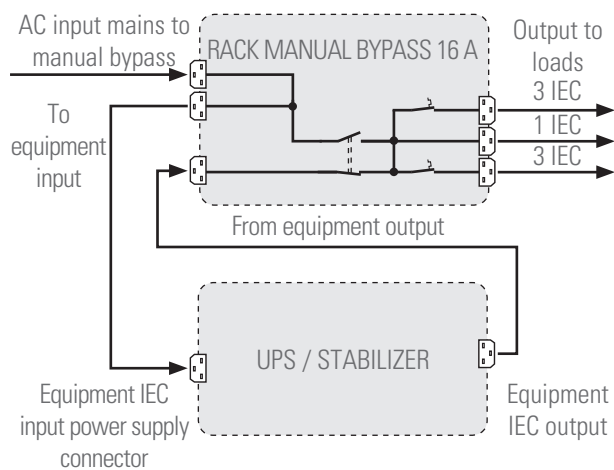 AC input mains to
manual bypass
RACK MANUAL BYPASS 16 A
Output to
loads
3 IEC
1 IEC
3 IEC
To
equipment
input
From equipment output
UPS / STABILIZER
Equipment IEC
input power supply
connector
Equipment
IEC output